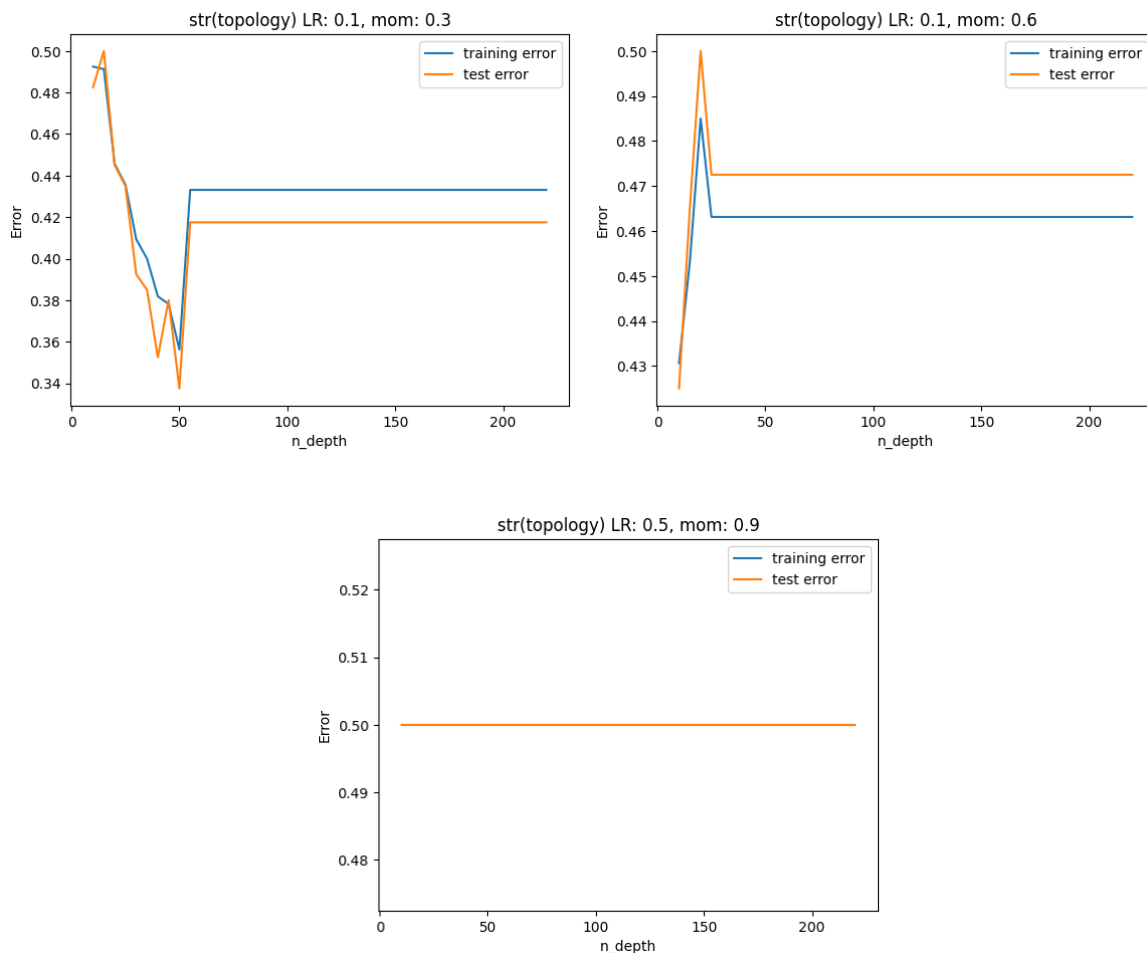 str(topology) LR: 0.1, mom: 0.3
training error
test error
0.50
0.48
0.46
0.44
0.42
0.40
0.38
0.36
0.34
Error
0
50
100
150
200
n_depth
str(topology) LR: 0.1, mom: 0.6
training error
test error
0.50
0.49
0.48
0.47
0.46
0.45
0.44
0.43
Error
0
50
100
150
200
n_depth
str(topology) LR: 0.5, mom: 0.9
training error
test error
0.52
0.51
0.50
0.49
0.48
Error
0
50
100
150
200
n_depth